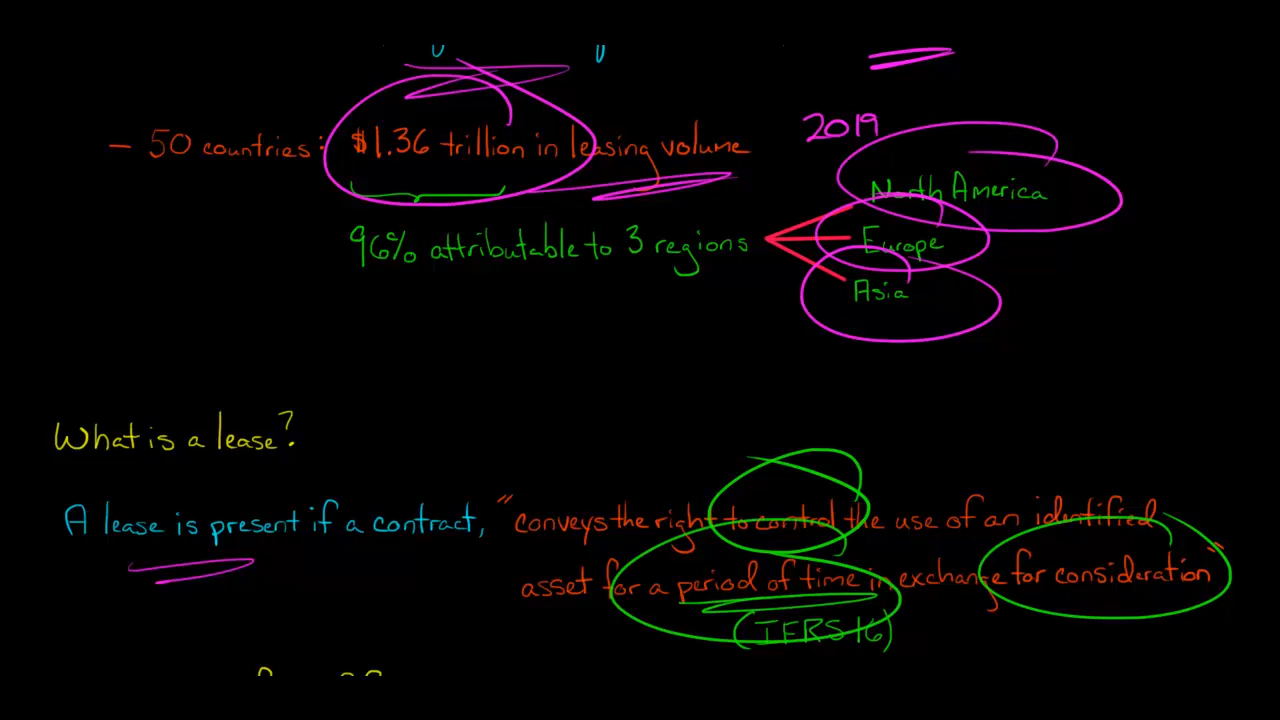 2019
- 50 countries: $1.36 trillion in leasing volume
North America
96% attributable to 3 regions
Europe
Asia
What is a lease?
A lease is present if a contract, "conveys the right to control the use of an identified
asset for a period of time in exchange for consideration"
(IFRS 16)